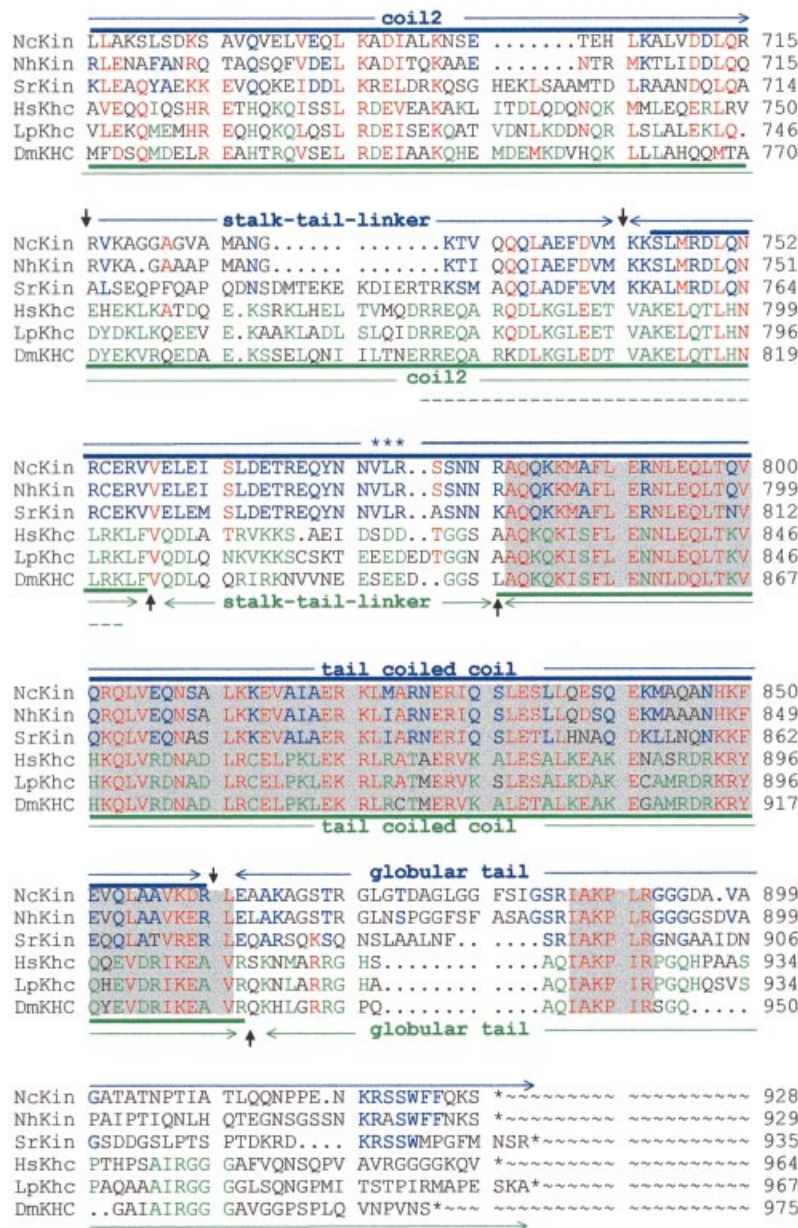 coil2
NcKin LLAKSLSDKS AVQVELVEQL KADIALKNSE .......TEH LKALVDDLQR 715
NhKin RLENAFANRQ TAQSQFVDEL KADITQKAAE .......NTR MKTLIDDLQQ 715
SrKin KLEAQYAEKK EVQQKEIDDL KRELDRKQSG HEKLSAAMTD LRAANDQLQA 714
HsKhc AVEQQIQSHR ETHQKQISSL RDEVEAKAKL ITDLQDQNQK MMLEQERLRV 750
LpKhc VLEKQMEMHR EQHQKQLQSL RDEISEKQAT VDNLKDDNQR LSLALEKLQ. 746
DmKHC MFDSQMDELR EAHTRQVSEL RDEIAAKQHE MDEMKDVHQK LLLAHQQMTA 770
stalk-tail-linker
NcKin RVKAGGAGVA MANG...... .......KTV QQQLAEFDVM KKSLMRDLQN 752
NhKin RVKA.GAAAP MANS...... .......KTI QQQLAEFDVM KKSLMRDLQN 751
SrKin ALSEQPFQAP QDNSDMTEKE KDIERTRKSMA QQLADFEVM KKALMRDLQN 764
HsKhc EHEKLKATDQ E.KSRKLHEL TVMQDRREQA RQDLKGLEET VAKELQTLHN 799
LpKhc DYDKLKQEEV E.KAAKLADL SLQIDRREQA KQDLKGLEET VAKELQTLHN 796
DmKHC DYEKVRQEDA E.KSSELQNI ILTNERREQA RKDLKGLEDT VAKELQTLHN 819
coil2
***
NcKin RCERVVELEI SLDETREQYN NVLR..SSNN RAQQKKMAFL ERNLEQLTQV 800
NhKin RCERVVELEI SLDETREQYN NVLR..SSNN RAQQKKMAFL ERNLEQLTQV 799
SrKin RCEKVVELEM SLDETREQYN NVLR..ASNN KAQQKKMAFL ERNLEQLTNV 812
HsKhc LRKLFVQDLA TRVKKS.AEI DSDD.TGGSA AQKQKISFL ENNLEQLTKV 846
LpKhc LRKLFVQDLQ NKVKKSCSKT EEEDEDTGGN AAQKQKISFL ENNLEQLTKV 846
DmKHC LRKLFVQDLQ QRIRKNVVNE ESEED..GGS LAQKQKISFL ENNLDQLTKV 867
stalk-tail-linker
tail coiled coil
NcKin QRQLVEQNSA LKKEVAIAER KLMARNERIQ SLESLLQESQ EKMAQANHKF 850
NhKin QRQLVEQNSA LKKEVAIAER KLIARNERIQ SLESLLQDSQ EKMAAANHKF 849
SrKin QKQLVEQNAS LKKEVALAER KLIARNERIQ SLETLLHNAQ DKLLNQNKKF 862
HsKhc HKQLVRDNAD LRCELPKLEK RLRATAERVK ALESALKEAK ENASRDRKRY 896
LpKhc HKQLVRDNAD LRCELPKLEK RLRATMERVK SLESALKDAK ECAMRDRKRY 896
DmKHC HKQLVRDNAD LRCELPKLEK RLRCTMERVK ALETALKEAK EGAMRDRKRY 917
tail coiled coil
globular tail
NcKin EVQLAAVKDR LEAAKAGSTR GLGTDAGLGG FSIGSRIAKP LRGGGDA.VA 899
NhKin EVQLAAVKDR LELAKAGSTR GLNSPGGFSF ASAGSRIAKP LRGGGGSDVA 899
SrKin EQQLATVRER LEQARSQKSQ NSLAALNF.. .....SRIAKP IRGNGAAIDN 906
HsKhc QQEVDRIKEA VRSKNMARRG HS........ ....AQIAKP IRPGQHPAAS 934
LpKhc QHEVDRIKEA VRQKNLARRG HA........ ....AQIAKP IRPGQHQSVS 934
DmKHC QYEVDRIKEA VRQKHLGRRG PQ........ ....AQIAKP IRSGQ..... 950
globular tail
NcKin GATATNPTIA TLQQNPPE.N KRSSWFFQKS *~~~~~~~~~ ~~~~~~~~~~ 928
NhKin PAIPTIQNLH QTEGNSGSSN KRASWFFNKS *~~~~~~~~~ ~~~~~~~~~~ 929
SrKin GSDDGSLPTS PTDKRD.... KRSSWMPGFM NSR*~~~~~~ ~~~~~~~~~~ 935
HsKhc PTHPSAIRGG GAFVQNSQPV AVRGGGGKQV *~~~~~~~~~ ~~~~~~~~~~ 964
LpKhc PAQAAAIRGG GGLSQNGPMI TSTPIRMAPE SKA*~~~~~~ ~~~~~~~~~~ 967
DmKHC ..GAIAIRGG GAVGGPSPLQ VNPVNS*~~~ ~~~~~~~~~~ ~~~~~~~~~~ 975